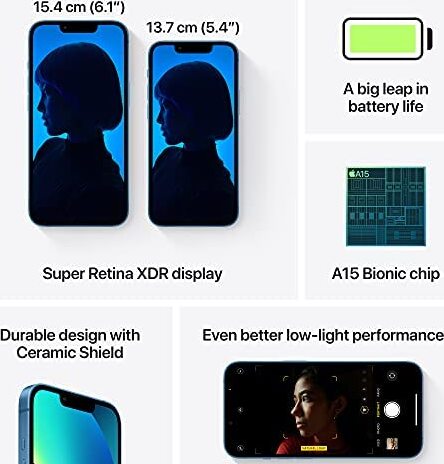 15.4 cm (6.1″)
13.7 cm (5.4″)
A big leap in
battery life
A15
Super Retina XDR display
A15 Bionic chip
Durable design with
Ceramic Shield
Even better low-light performance